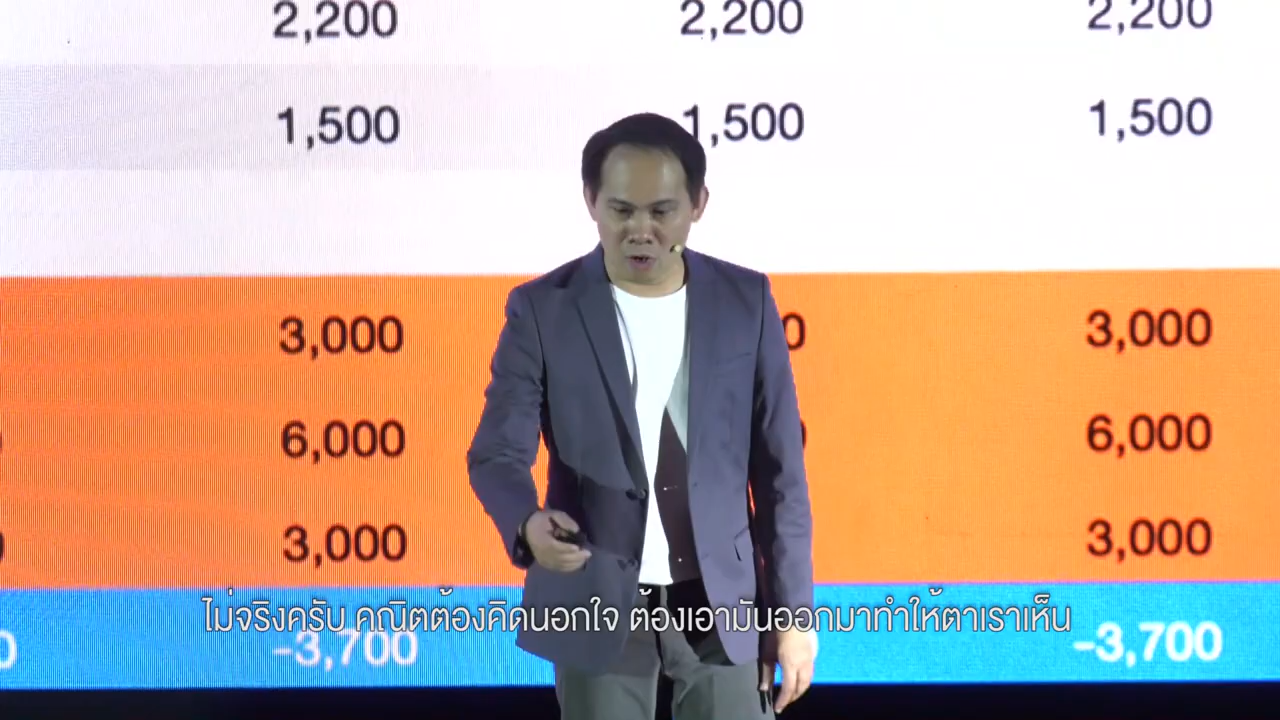 2,200 2,200 2,200
1,500 1,500 1,500
3,000 0 3,000
6,000 6,000
3,000 3,000
ไม่จริงครับ คณิตต้องคิดนอกใจ ต้องเอามันออกมาทำให้ตาเราเห็น
0 -3,700 -3,700